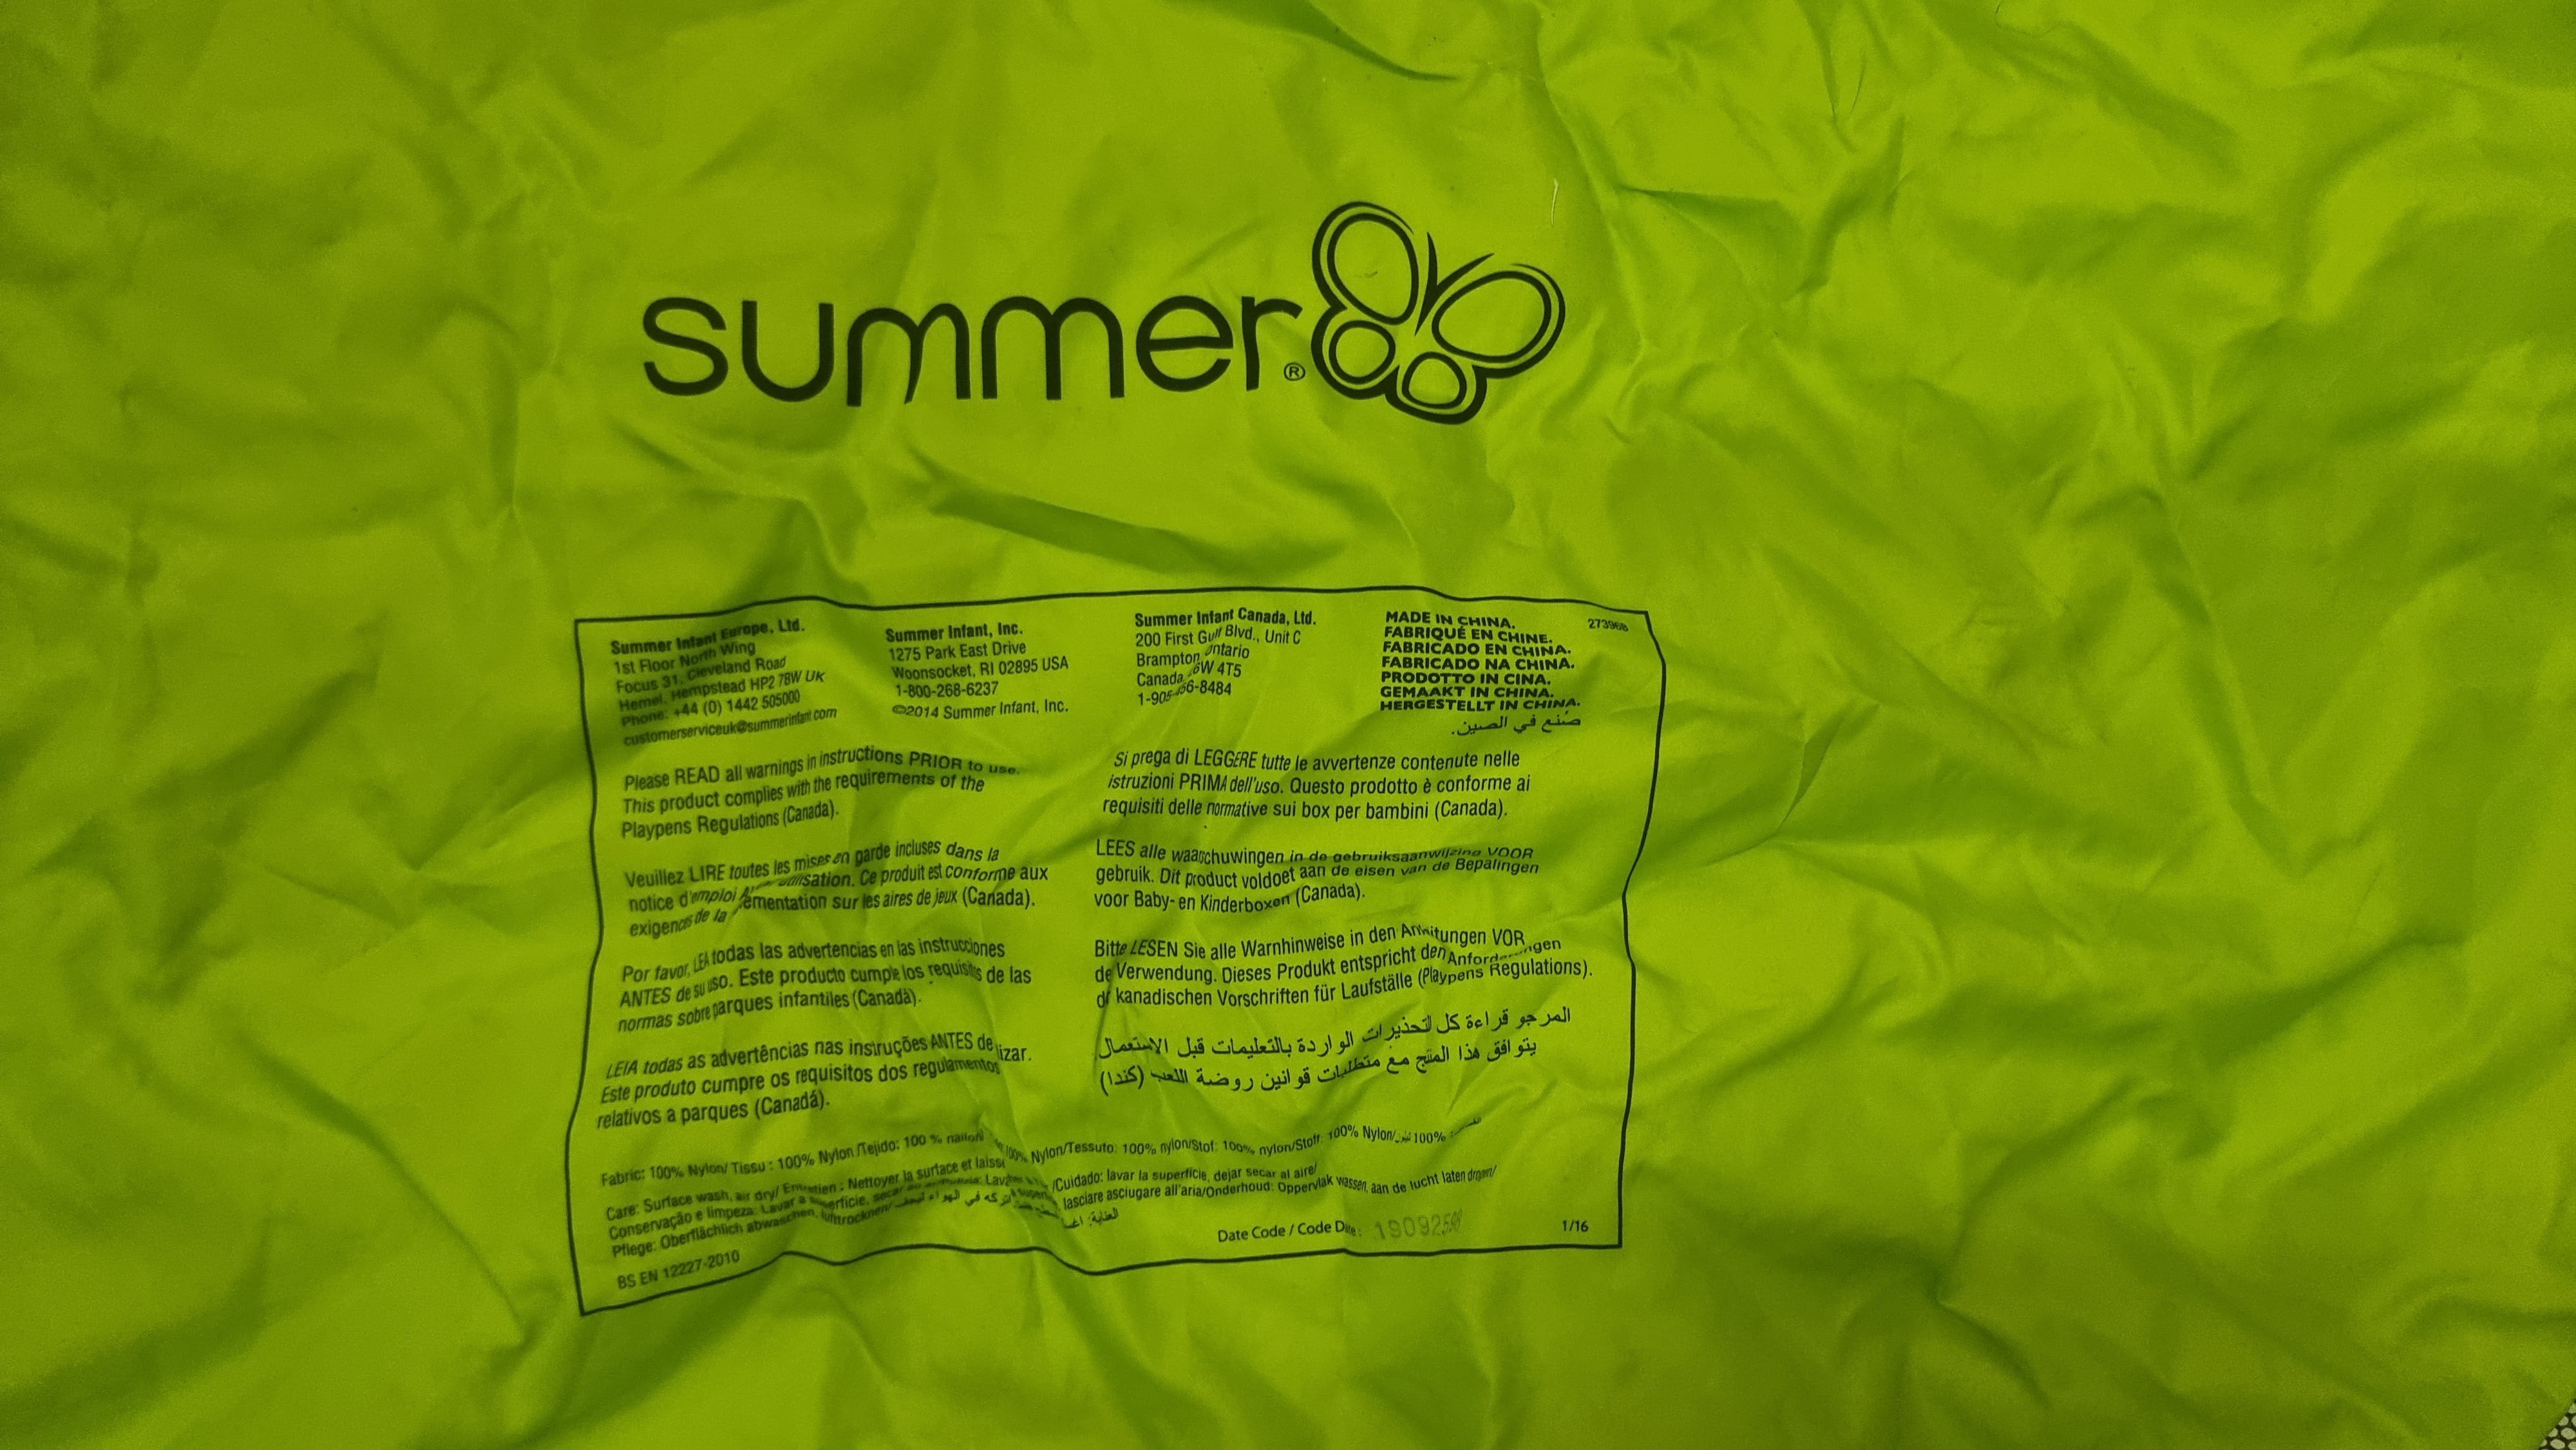 summer®
Summer Infant Europe, Ltd.
1st Floor North Wing
Focus 31, Cleveland Road
Hemel, Hempstead HP2 7BW UK
Phone: +44 (0) 1442 505000
customerserviceuk@summerinfant.com
Summer Infant, Inc.
1275 Park East Drive
Woonsocket, RI 02895 USA
1-800-268-6237
©2014 Summer Infant, Inc.
Summer Infant Canada, Ltd.
200 First Gulf Blvd., Unit C
Brampton Ontario
Canada 4T5
MADE IN CHINA.
FABRIQUÉ EN CHINE.
FABRICADO EN CHINA.
FABRICADO NA CHINA.
PRODOTTO IN CINA.
GEMAAKT IN CHINA.
HERGESTELLT IN CHINA.
صُنع في الصين.
Please READ all warnings in instructions PRIOR to use.
This product complies with the requirements of the
Playpens Regulations (Canada).
Veuillez LIRE toutes les mises en garde incluses dans la
notice d'emploi Ce produit est conforme aux
exigences de la sur les aires de jeux (Canada).
Por favor, LEA todas las advertencias en las instrucciones
ANTES de su uso. Este producto cumple los requisitos de las
normas sobre parques infantiles (Canadá).
LEIA todas as advertências nas instruções ANTES de
Este produto cumpre os requisitos dos regulamentos
relativos a parques (Canadá).
Si prega di LEGGERE tutte le avvertenze contenute nelle
istruzioni PRIMA dell'uso. Questo prodotto è conforme ai
requisiti delle normative sui box per bambini (Canada).
LEES alle waarschuwingen in de gebruiksaanwijzing VOOR
gebruik. Dit product voldoet aan de eisen van de Bepalingen
voor Baby- en Kinderboxen (Canada).
Bitte LESEN Sie alle Warnhinweise in den VOR
Verwendung. Dieses Produkt entspricht den
kanadischen Vorschriften für Laufställe (Playpens Regulations).
المرجو قراءة كل التحذيرات الواردة بالتعليمات قبل الاستعمال
يتوافق هذا المنتج مع متطلبات قوانين روضة اللعب (كندا)
Fabric: 100% Nylon/ Tissu : 100% Nylon /Tejido: 100 % nailon/ 100% Nylon/Tessuto: 100% nylon/Stof: 100% nylon/Stoff: 100% Nylon/ 100%
Care: Surface wash, air dry/ Entretien : Nettoyer la surface et /Cuidado: lavar la superficie, dejar secar al aire/
Conservação e limpeza: Lavar a superfície, lasciare asciugare all'aria/Onderhoud: Oppervlak wassen, aan de lucht laten drogen/
Pflege: Oberflächlich abwaschen, lufttrocknen/
BS EN 12227-2010
Date Code / Code Date:
1/16